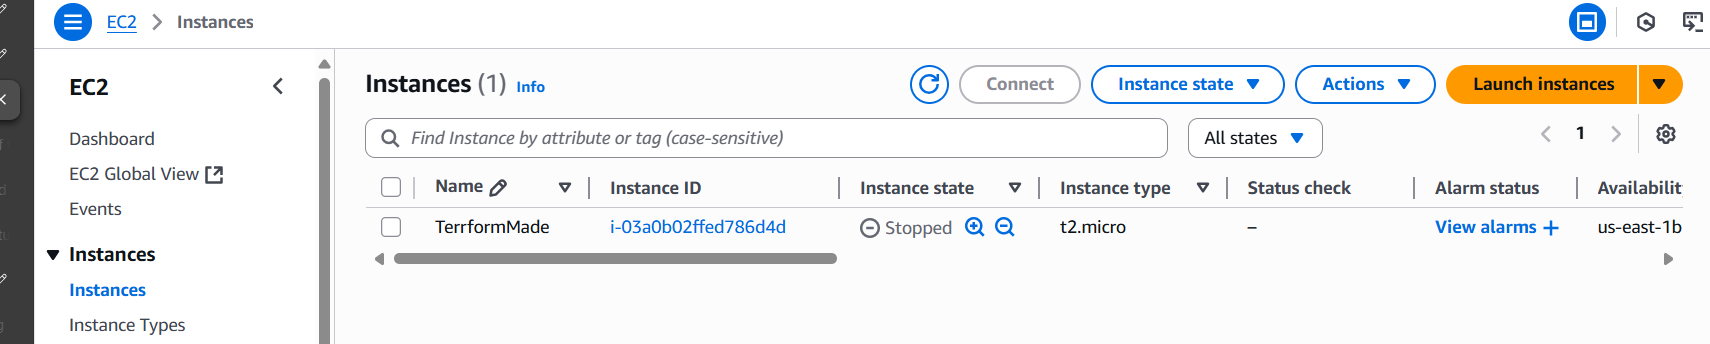 EC2 > Instances
EC2
Dashboard
EC2 Global View
Events
Instances
Instances
Instance Types
Instances (1) Info
Connect
Instance state
Actions
Launch instances
Find Instance by attribute or tag (case-sensitive)
All states
1
Name Instance ID Instance state Instance type Status check Alarm status Availability
TerrformMade i-03a0b02ffed786d4d Stopped t2.micro – View alarms + us-east-1b